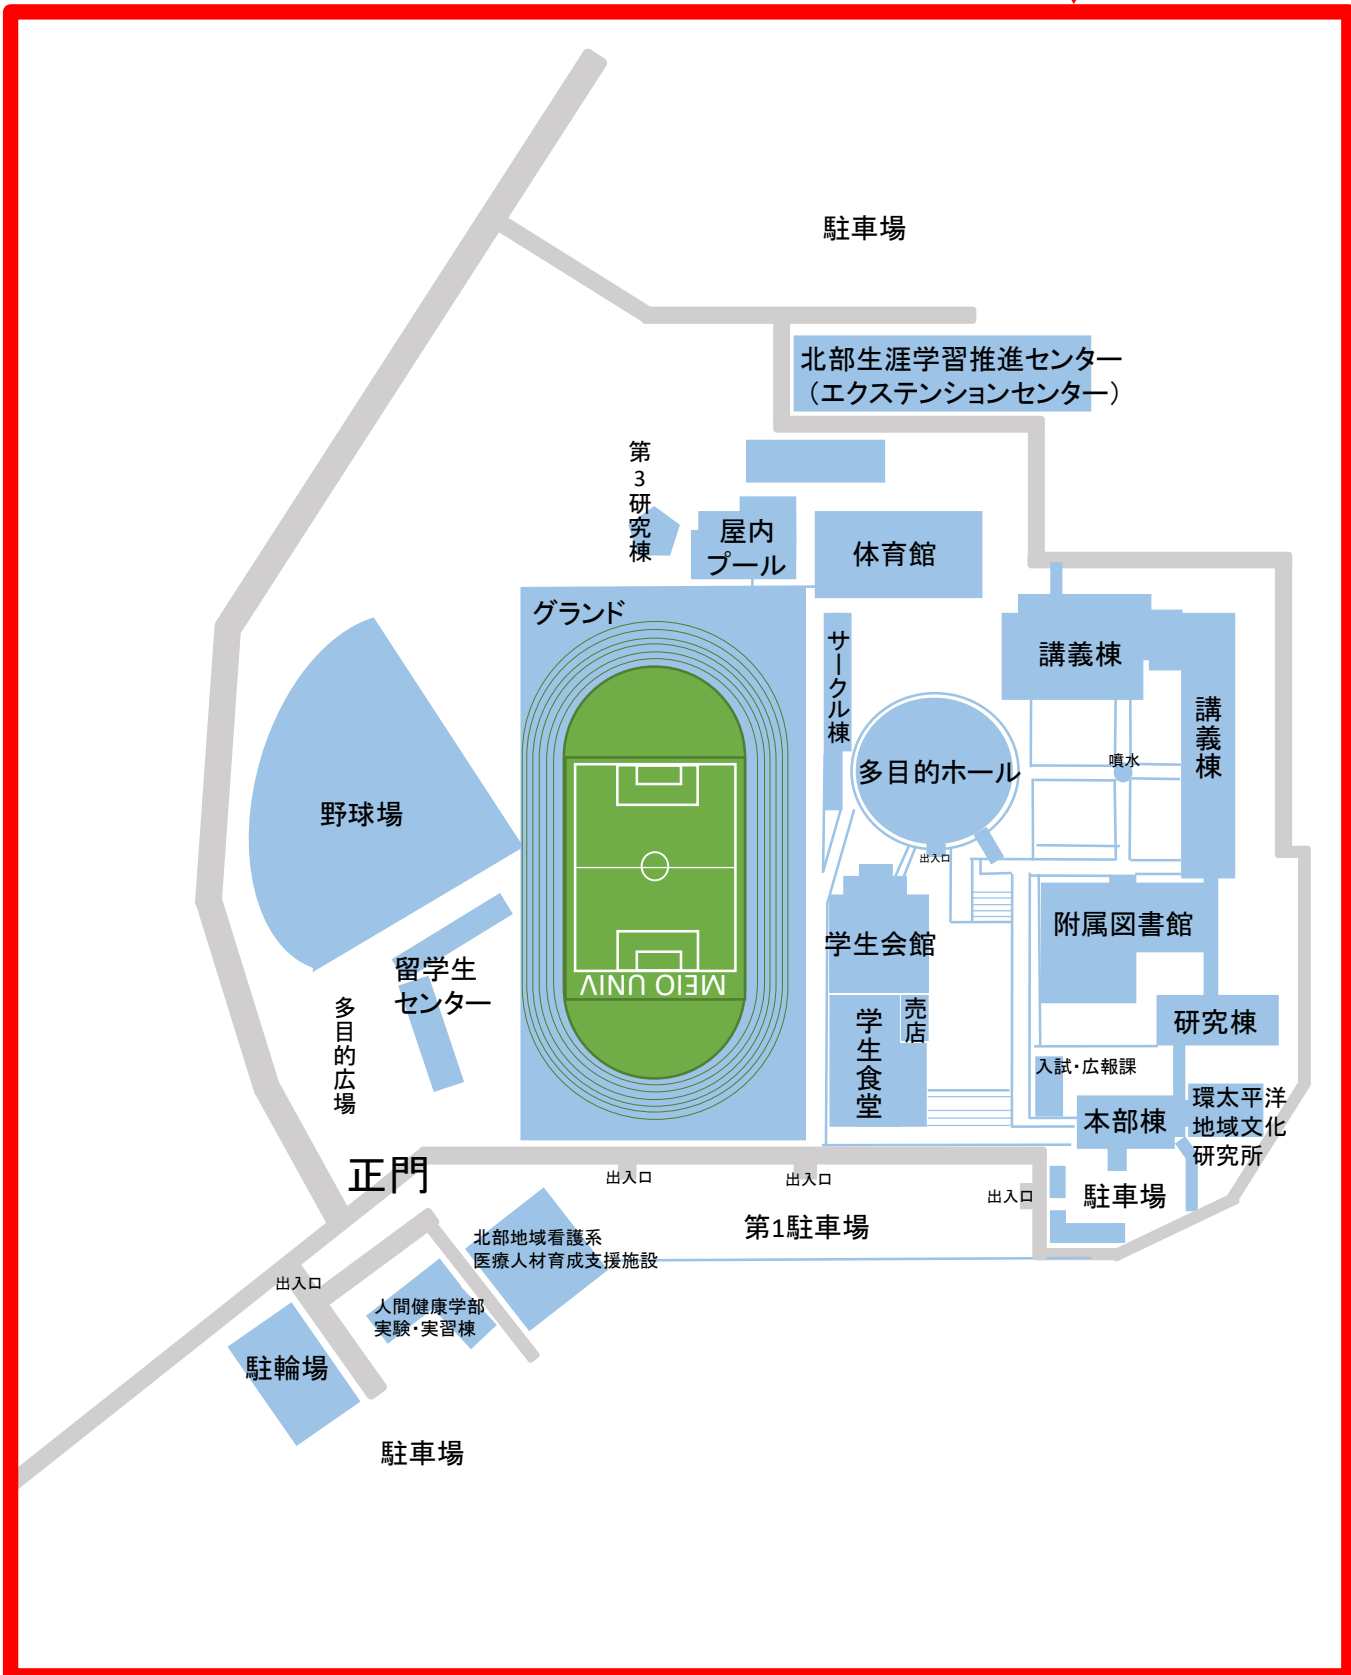 駐車場
北部生涯学習推進センター
（エクステンションセンター）
第3研究棟
屋内
プール
体育館
グランド
サークル棟
講義棟
講義棟
多目的ホール
噴水
野球場
出入口
附属図書館
学生会館
留学生
センター
MEIO UNIV
売店
多目的広場
学生食堂
研究棟
入試・広報課
本部棟
環太平洋
地域文化
研究所
正門
出入口
出入口
出入口
駐車場
第1駐車場
北部地域看護系
医療人材育成支援施設
出入口
人間健康学部
実験・実習棟
駐輪場
駐車場